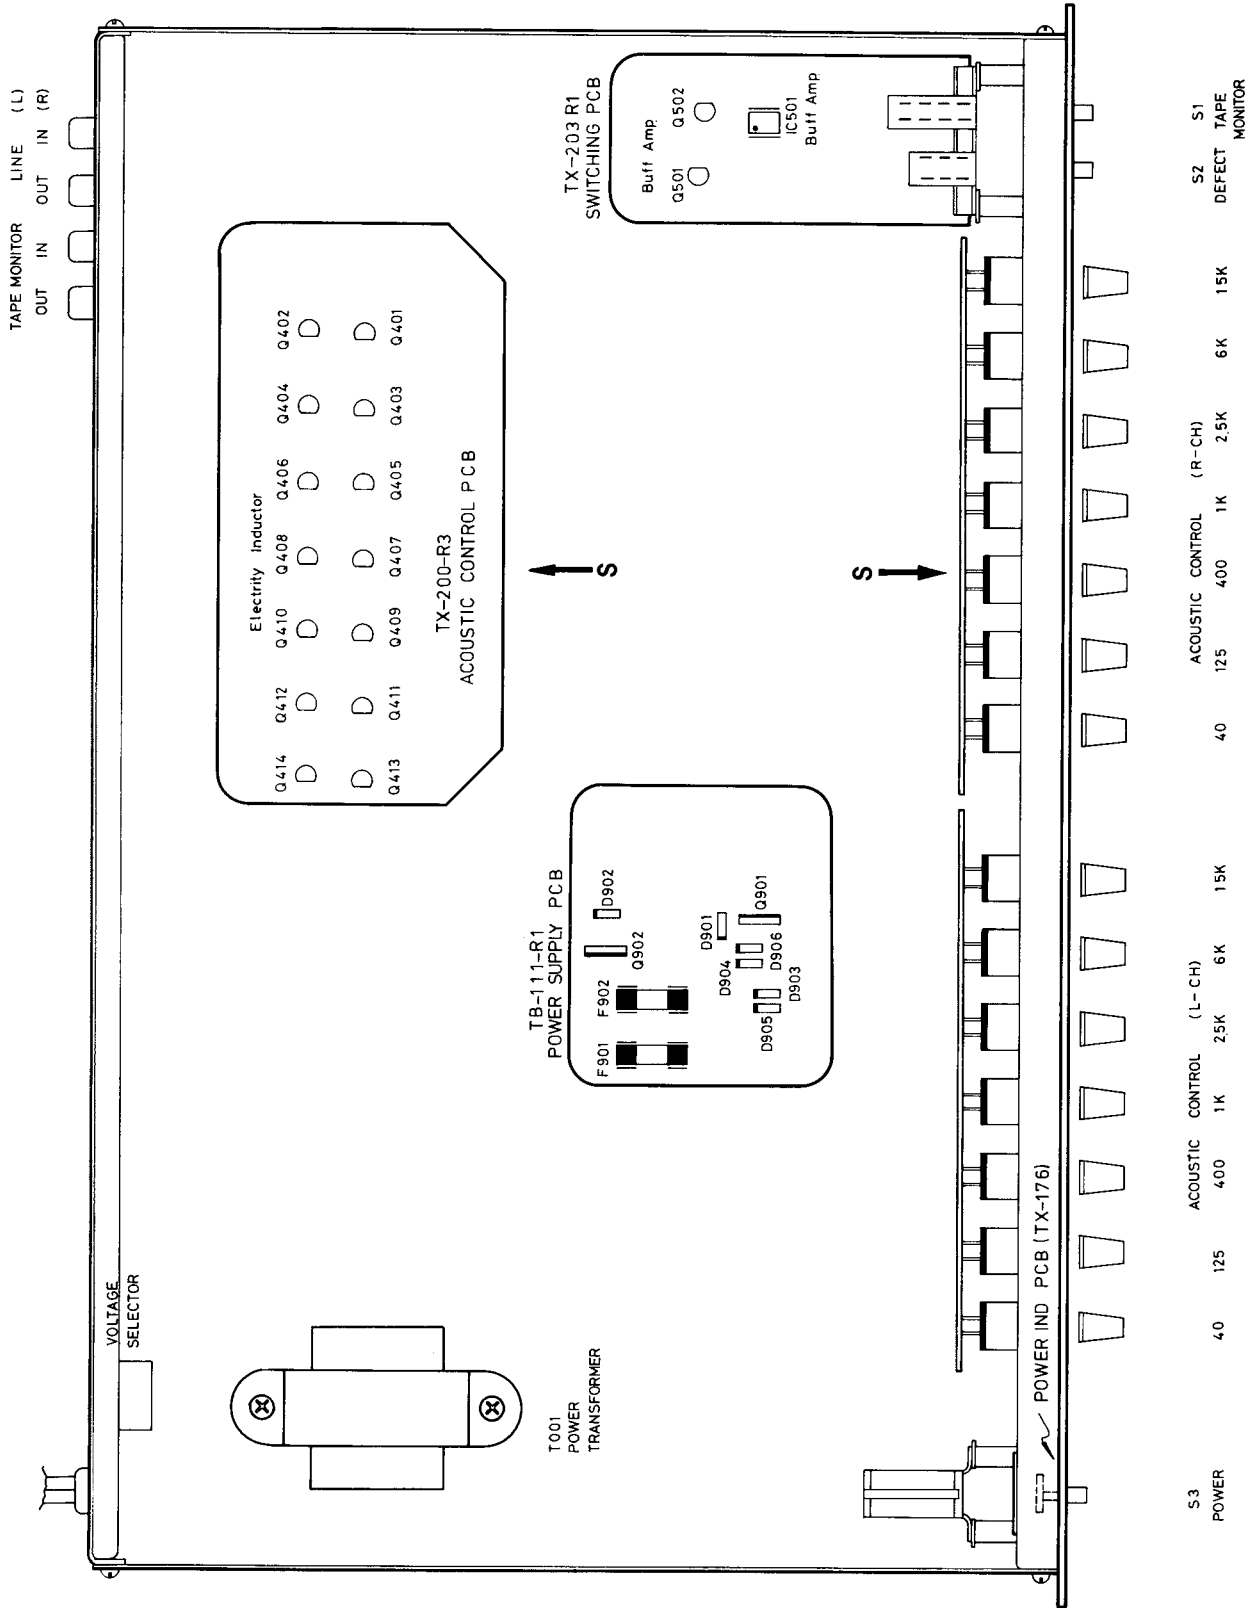 TAPE MONITOR LINE (L)
OUT IN OUT IN (R)
VOLTAGE
SELECTOR
Electrity Inductor
Q414 Q412 Q410 Q408 Q406 Q404 Q402
Q413 Q411 Q409 Q407 Q405 Q403 Q401
TX-200-R3
ACOUSTIC CONTROL PCB
T001
POWER
TRANSFORMER
TB-111-R1
POWER SUPPLY PCB
F901 F902
Q902
D902
D901
D904
D905
D903
D906
Q901
TX-203 R1
SWITCHING PCB
Buff Amp
Q501 Q502
IC501
Buff Amp
S
S
POWER IND PCB (TX-176)
S3
POWER
ACOUSTIC CONTROL (L-CH)
40 125 400 1K 2.5K 6K 15K
ACOUSTIC CONTROL (R-CH)
40 125 400 1K 2.5K 6K 15K
S2 S1
DEFECT TAPE
MONITOR